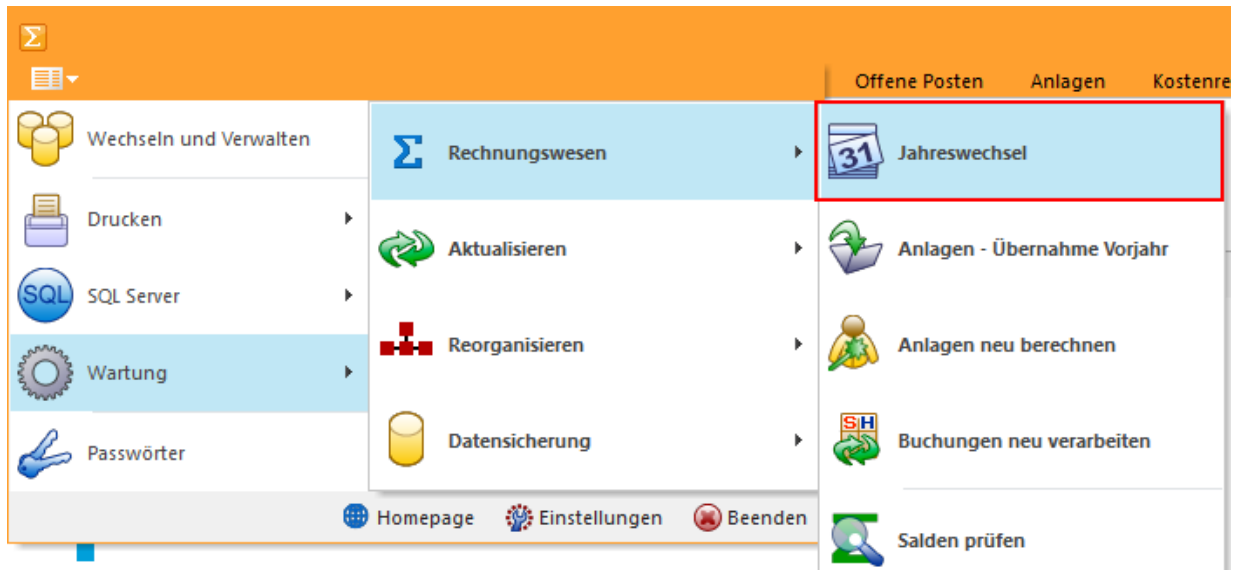 Offene Posten Anlagen Kostenre
Wechseln und Verwalten
Drucken
SQL
SQL Server
Wartung
Passwörter
Σ Rechnungswesen
Aktualisieren
Reorganisieren
Datensicherung
31
Jahreswechsel
Anlagen - Übernahme Vorjahr
Anlagen neu berechnen
S H
Buchungen neu verarbeiten
Salden prüfen
Homepage Einstellungen Beenden